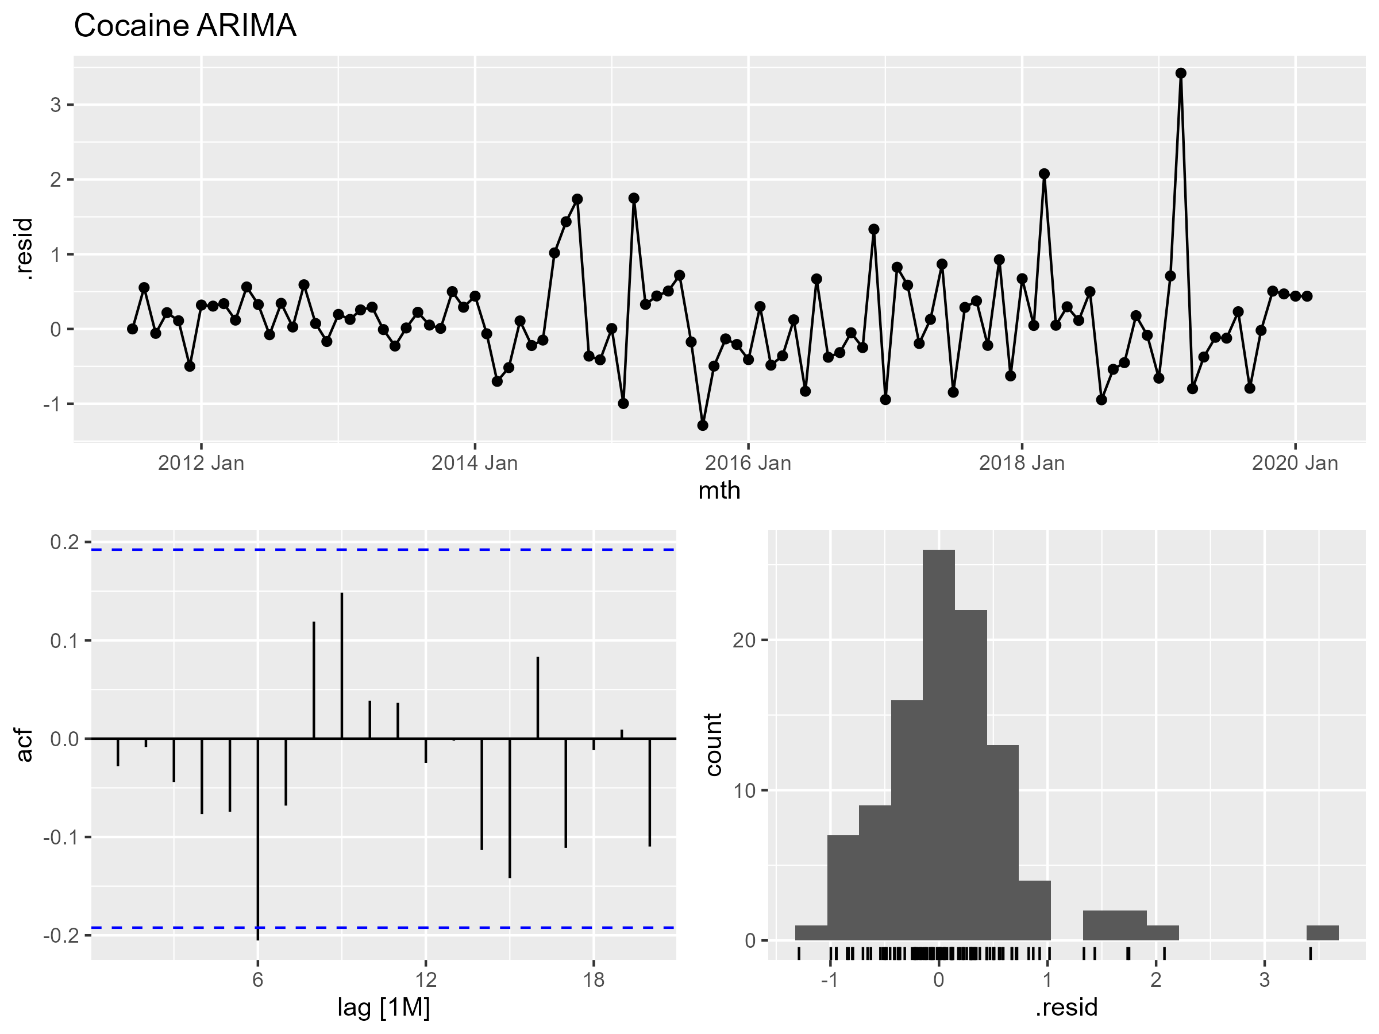 Cocaine ARIMA
3
2
1
0
-1
.resid
2012 Jan 2014 Jan 2016 Jan 2018 Jan 2020 Jan
mth
0.2
0.1
0.0
-0.1
-0.2
acf
6 12 18
lag [1M]
20
10
0
count
-1 0 1 2 3
.resid